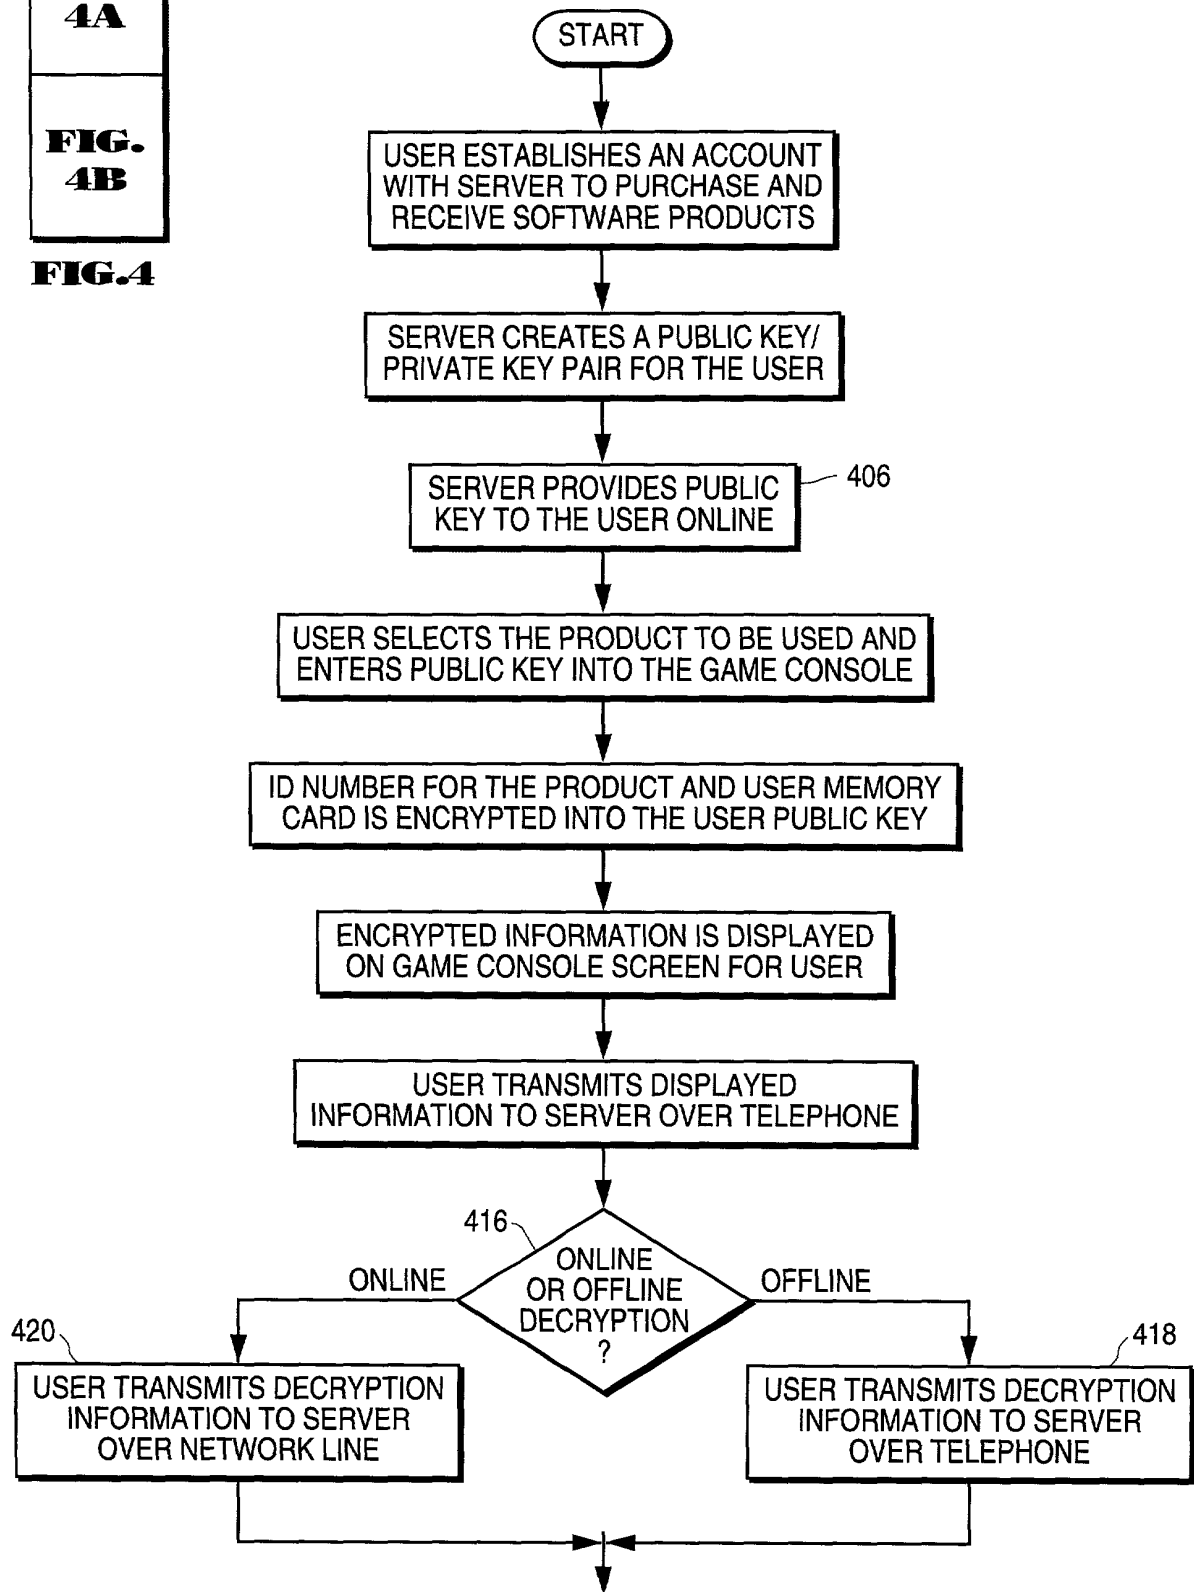 4A
FIG.
4B
FIG.4
START
USER ESTABLISHES AN ACCOUNT
WITH SERVER TO PURCHASE AND
RECEIVE SOFTWARE PRODUCTS
SERVER CREATES A PUBLIC KEY/
PRIVATE KEY PAIR FOR THE USER
SERVER PROVIDES PUBLIC
KEY TO THE USER ONLINE
406
USER SELECTS THE PRODUCT TO BE USED AND
ENTERS PUBLIC KEY INTO THE GAME CONSOLE
ID NUMBER FOR THE PRODUCT AND USER MEMORY
CARD IS ENCRYPTED INTO THE USER PUBLIC KEY
ENCRYPTED INFORMATION IS DISPLAYED
ON GAME CONSOLE SCREEN FOR USER
USER TRANSMITS DISPLAYED
INFORMATION TO SERVER OVER TELEPHONE
416
ONLINE
OR OFFLINE
DECRYPTION
?
ONLINE
OFFLINE
420
USER TRANSMITS DECRYPTION
INFORMATION TO SERVER
OVER NETWORK LINE
418
USER TRANSMITS DECRYPTION
INFORMATION TO SERVER
OVER TELEPHONE